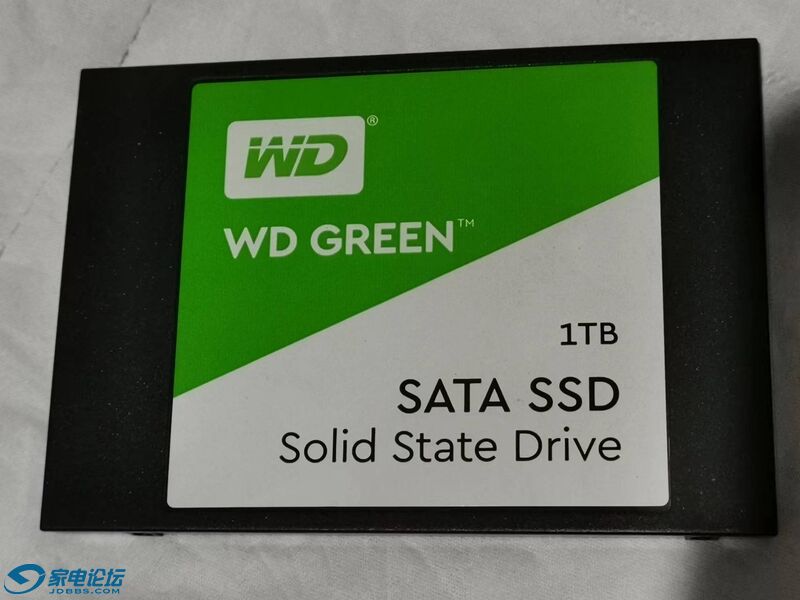 WD®
WD GREEN™
1TB
SATA SSD
Solid State Drive
家电论坛
JDBBS.COM